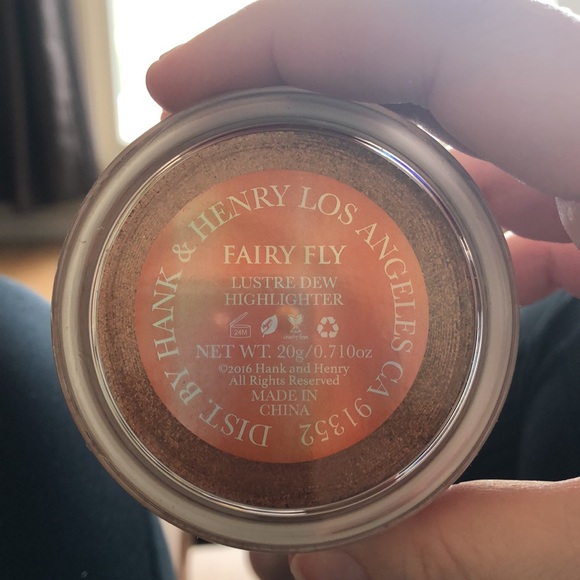 DIST. BY HANK & HENRY LOS ANGELES CA 91352
FAIRY FLY
LUSTRE DEW
HIGHLIGHTER
24M
NET WT. 20g/0.710oz
©2016 Hank and Henry
All Rights Reserved
MADE IN
CHINA